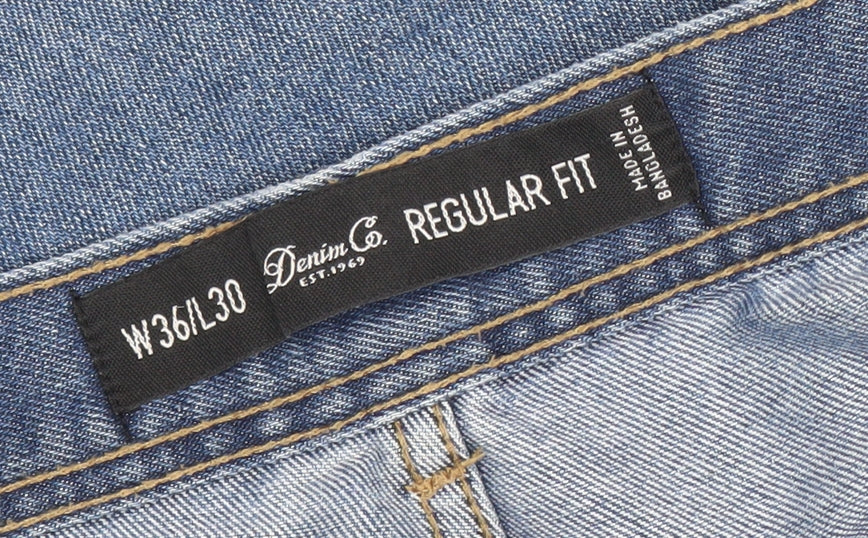 W36/L30
Denim Co.
EST.1969
REGULAR FIT
MADE IN
BANGLADESH